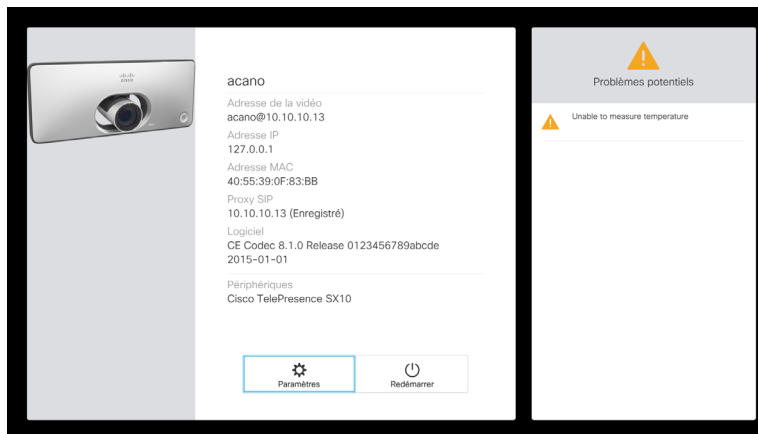 acano
Adresse de la vidéo
acano@10.10.10.13
Adresse IP
127.0.0.1
Adresse MAC
40:55:39:0F:83:BB
Proxy SIP
10.10.10.13 (Enregistré)
Logiciel
CE Codec 8.1.0 Release 0123456789abcde
2015-01-01
Périphériques
Cisco TelePresence SX10
Paramètres
Redémarrer
Problèmes potentiels
Unable to measure temperature